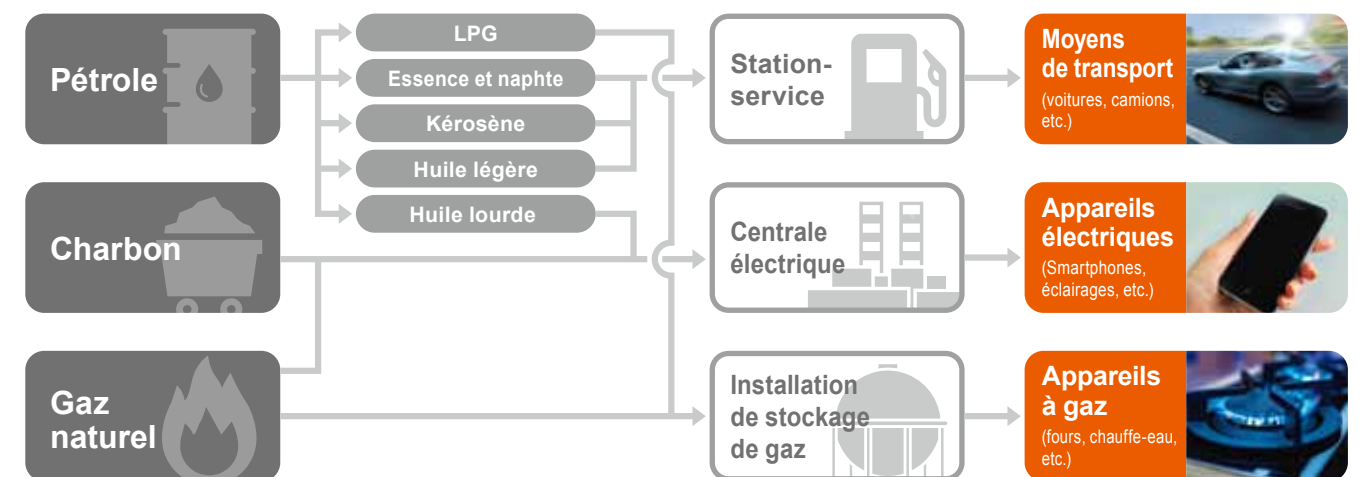 Pétrole
LPG
Essence et naphte
Kérosène
Huile légère
Huile lourde
Station-
service
Moyens
de transport
(voitures, camions,
etc.)
Charbon
Centrale
électrique
Appareils
électriques
(Smartphones,
éclairages, etc.)
Gaz
naturel
Installation
de stockage
de gaz
Appareils
à gaz
(fours, chauffe-eau,
etc.)